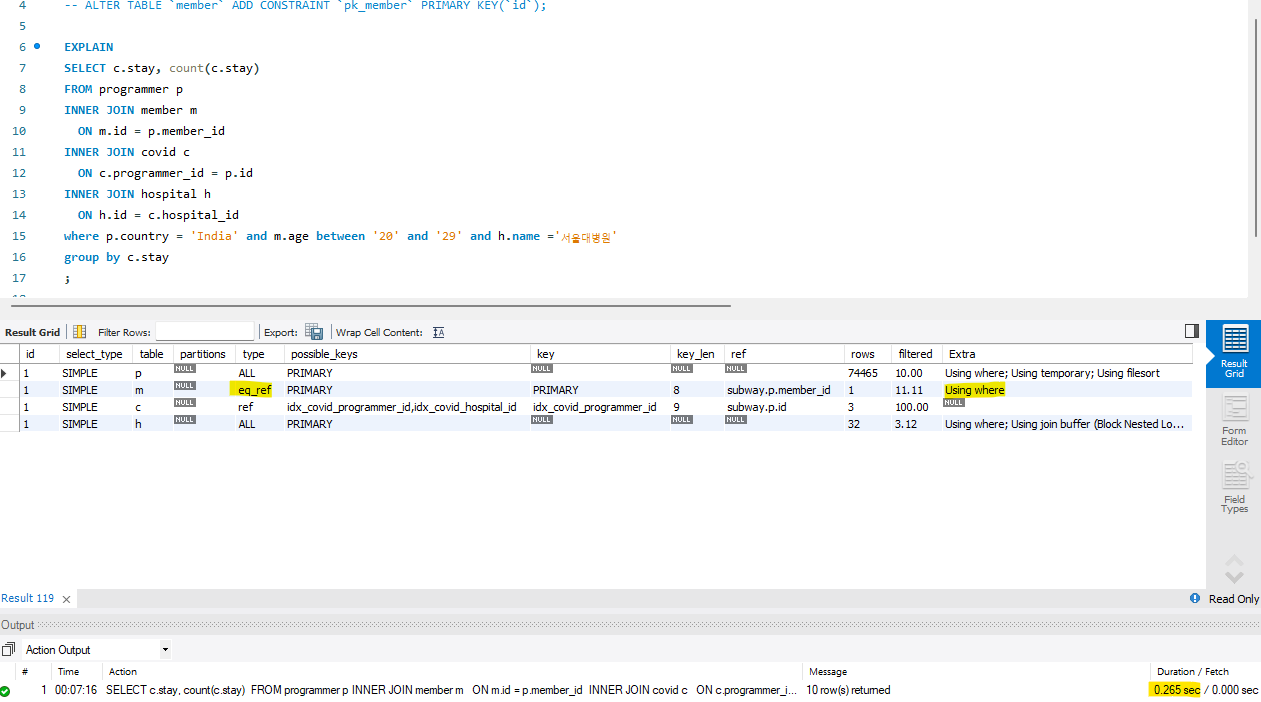 4 -- ALTER TABLE `member` ADD CONSTRAINT `pk_member` PRIMARY KEY(`id`);
5
6 EXPLAIN
7 SELECT c.stay, count(c.stay)
8 FROM programmer p
9 INNER JOIN member m
10 ON m.id = p.member_id
11 INNER JOIN covid c
12 ON c.programmer_id = p.id
13 INNER JOIN hospital h
14 ON h.id = c.hospital_id
15 where p.country = 'India' and m.age between '20' and '29' and h.name ='서울대병원'
16 group by c.stay
17 ;
Result Grid Filter Rows: Export: Wrap Cell Content:
id select_type table partitions type possible_keys key key_len ref rows filtered Extra
1 SIMPLE p NULL ALL PRIMARY NULL NULL NULL 74465 10.00 Using where; Using temporary; Using filesort
1 SIMPLE m NULL eq_ref PRIMARY PRIMARY 8 subway.p.member_id 1 11.11 Using where
1 SIMPLE c NULL ref idx_covid_programmer_id,idx_covid_hospital_id idx_covid_programmer_id 9 subway.p.id 3 100.00 NULL
1 SIMPLE h NULL ALL PRIMARY NULL NULL NULL 32 3.12 Using where; Using join buffer (Block Nested Lo...
Result
Grid
Form
Editor
Field
Types
Result 119
Read Only
Output
Action Output
# Time Action Message Duration / Fetch
1 00:07:16 SELECT c.stay, count(c.stay) FROM programmer p INNER JOIN member m ON m.id = p.member_id INNER JOIN covid c ON c.programmer_i... 10 row(s) returned 0.265 sec / 0.000 sec